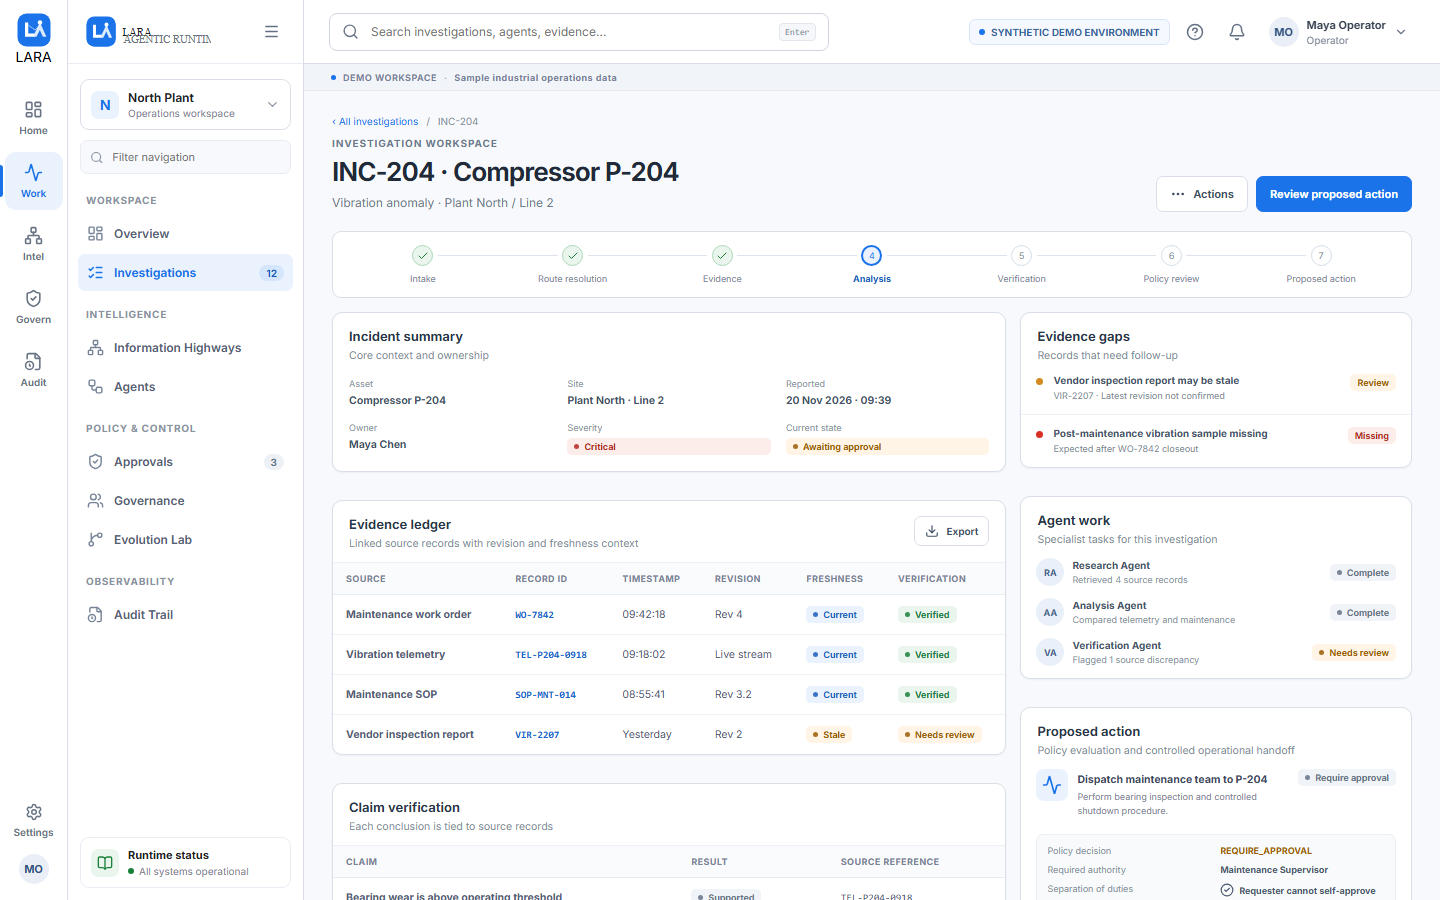 LARA
Home
Work
Intel
Govern
Audit
Settings
MO
LARA
North Plant
Operations workspace
Filter navigation
WORKSPACE
Overview
Investigations 12
INTELLIGENCE
Information Highways
Agents
POLICY & CONTROL
Approvals 3
Governance
Evolution Lab
OBSERVABILITY
Audit Trail
Runtime status
All systems operational
Search investigations, agents, evidence... Enter
SYNTHETIC DEMO ENVIRONMENT
MO Maya Operator
Operator
DEMO WORKSPACE · Sample industrial operations data
‹ All investigations / INC-204
INVESTIGATION WORKSPACE
INC-204 · Compressor P-204
Vibration anomaly · Plant North / Line 2
Actions
Review proposed action
Intake
Route resolution
Evidence
4 Analysis
5 Verification
6 Policy review
7 Proposed action
Incident summary
Core context and ownership
Asset Site Reported
Compressor P-204 Plant North · Line 2 20 Nov 2026 · 09:39
Owner Severity Current state
Maya Chen Critical Awaiting approval
Evidence ledger
Linked source records with revision and freshness context
Export
SOURCE RECORD ID TIMESTAMP REVISION FRESHNESS VERIFICATION
Maintenance work order WO-7842 09:42:18 Rev 4 Current Verified
Vibration telemetry TEL-P204-0918 09:18:02 Live stream Current Verified
Maintenance SOP SOP-MNT-014 08:55:41 Rev 3.2 Current Verified
Vendor inspection report VIR-2207 Yesterday Rev 2 Stale Needs review
Claim verification
Each conclusion is tied to source records
CLAIM RESULT SOURCE REFERENCE
Bearing wear is above operating threshold Supported TEL-P204-0918
Evidence gaps
Records that need follow-up
Vendor inspection report may be stale Review
VIR-2207 · Latest revision not confirmed
Post-maintenance vibration sample missing Missing
Expected after WO-7842 closeout
Agent work
Specialist tasks for this investigation
RA Research Agent Complete
Retrieved 4 source records
AA Analysis Agent Complete
Compared telemetry and maintenance
VA Verification Agent Needs review
Flagged 1 source discrepancy
Proposed action
Policy evaluation and controlled operational handoff
Dispatch maintenance team to P-204 Require approval
Perform bearing inspection and controlled
shutdown procedure.
Policy decision REQUIRE_APPROVAL
Required authority Maintenance Supervisor
Separation of duties Requester cannot self-approve